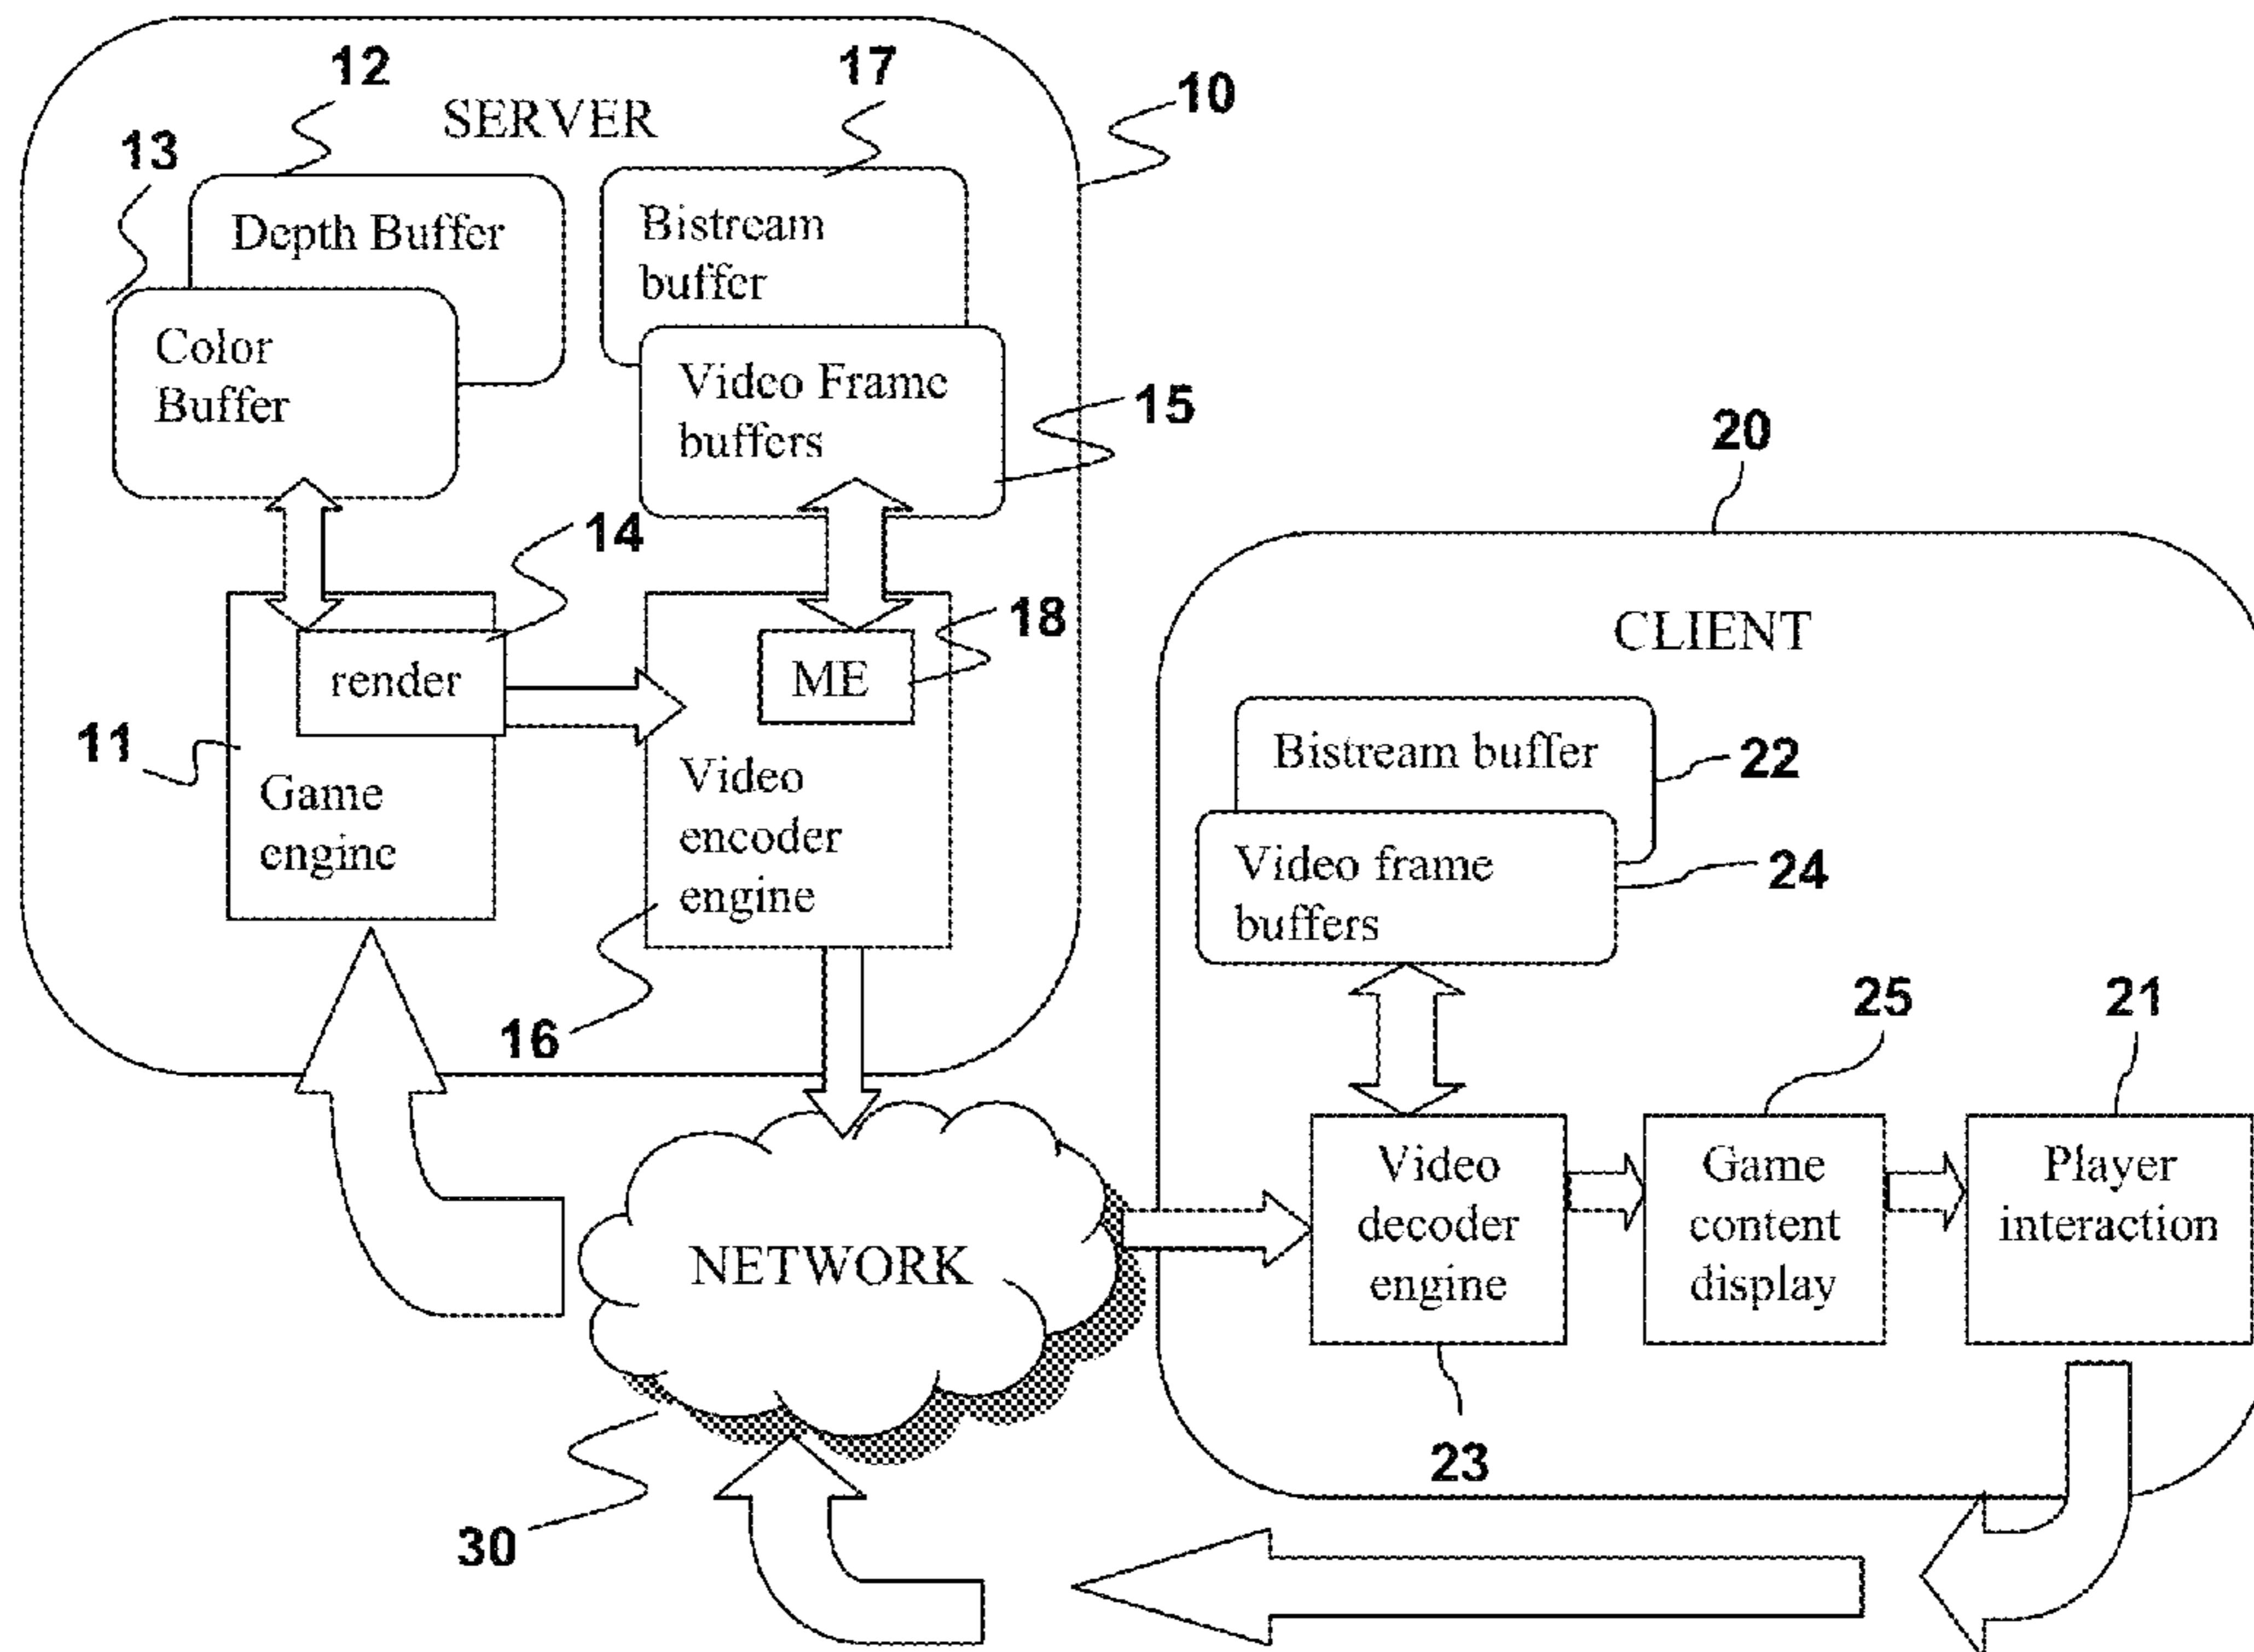 12
17
10
SERVER
13
Depth Buffer
Bistream
buffer
Color
Buffer
Video Frame
buffers
15
20
14
18
CLIENT
render
ME
11
Game
engine
Video
encoder
engine
Bistream buffer
22
Video frame
buffers
24
16
25
21
Video
decoder
engine
Game
content
display
Player
interaction
NETWORK
23
30